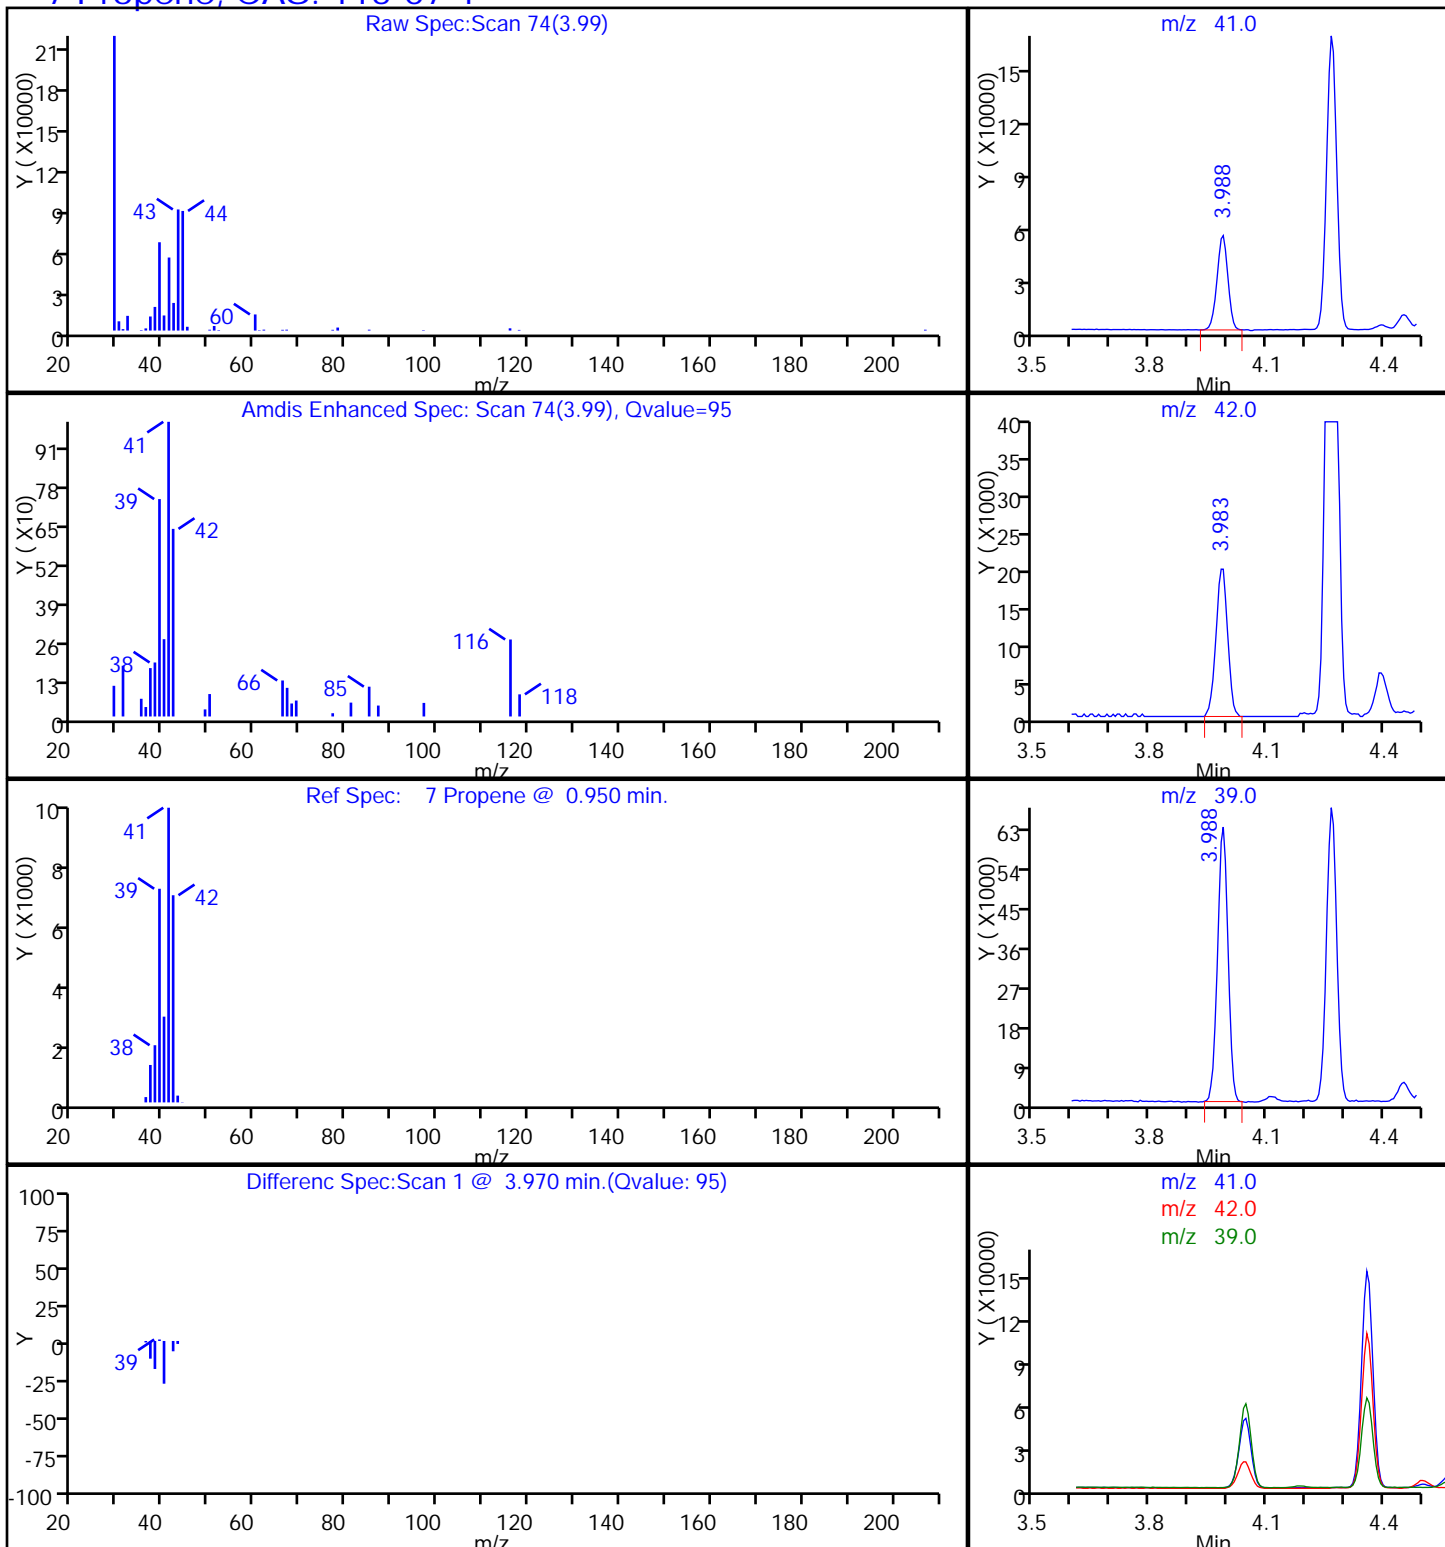 Raw Spec:Scan 74(3.99)
Y ( X10000)
21
18
15
12
9
6
3
0
43
44
60
20 40 60 80 100 120 140 160 180 200
m/z
m/z 41.0
Y ( X10000)
15
12
9
6
3
0
3.988
3.5 3.8 4.1 4.4
Min
Amdis Enhanced Spec: Scan 74(3.99), Qvalue=95
Y ( X10)
91
78
65
52
39
26
13
0
41
39
42
38
66
85
116
118
20 40 60 80 100 120 140 160 180 200
m/z
m/z 42.0
Y ( X1000)
40
35
30
25
20
15
10
5
0
3.983
3.5 3.8 4.1 4.4
Min
Ref Spec: 7 Propene @ 0.950 min.
Y ( X1000)
10
8
6
4
2
0
41
39
42
38
20 40 60 80 100 120 140 160 180 200
m/z
m/z 39.0
Y ( X1000)
63
54
45
36
27
18
9
0
3.988
3.5 3.8 4.1 4.4
Min
Differenc Spec:Scan 1 @ 3.970 min.(Qvalue: 95)
Y
100
75
50
25
0
-25
-50
-75
-100
39
20 40 60 80 100 120 140 160 180 200
m/z 41.0
m/z 42.0
m/z 39.0
Y ( X10000)
15
12
9
6
3
0
3.5 3.8 4.1 4.4